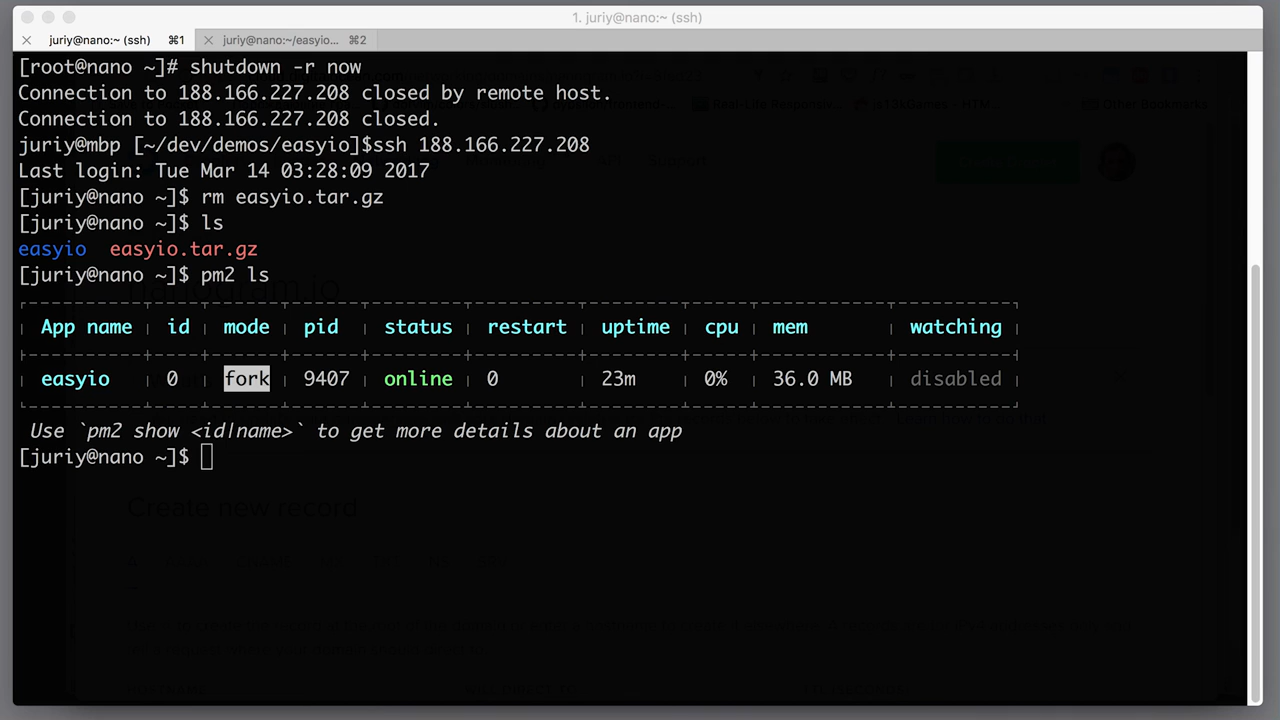 1. juriy@nano:~ (ssh)
juriy@nano:~ (ssh) ⌘1 juriy@nano:~/easyio... ⌘2
[root@nano ~]# shutdown -r now
Connection to 188.166.227.208 closed by remote host.
Connection to 188.166.227.208 closed.
juriy@mbp [~/dev/demos/easyio]$ssh 188.166.227.208
Last login: Tue Mar 14 03:28:09 2017
[juriy@nano ~]$ rm easyio.tar.gz
[juriy@nano ~]$ ls
easyio easyio.tar.gz
[juriy@nano ~]$ pm2 ls
App name id mode pid status restart uptime cpu mem watching
easyio 0 fork 9407 online 0 23m 0% 36.0 MB disabled
Use `pm2 show <id|name>` to get more details about an app
[juriy@nano ~]$
Other Bookmarks
Support
Create new record